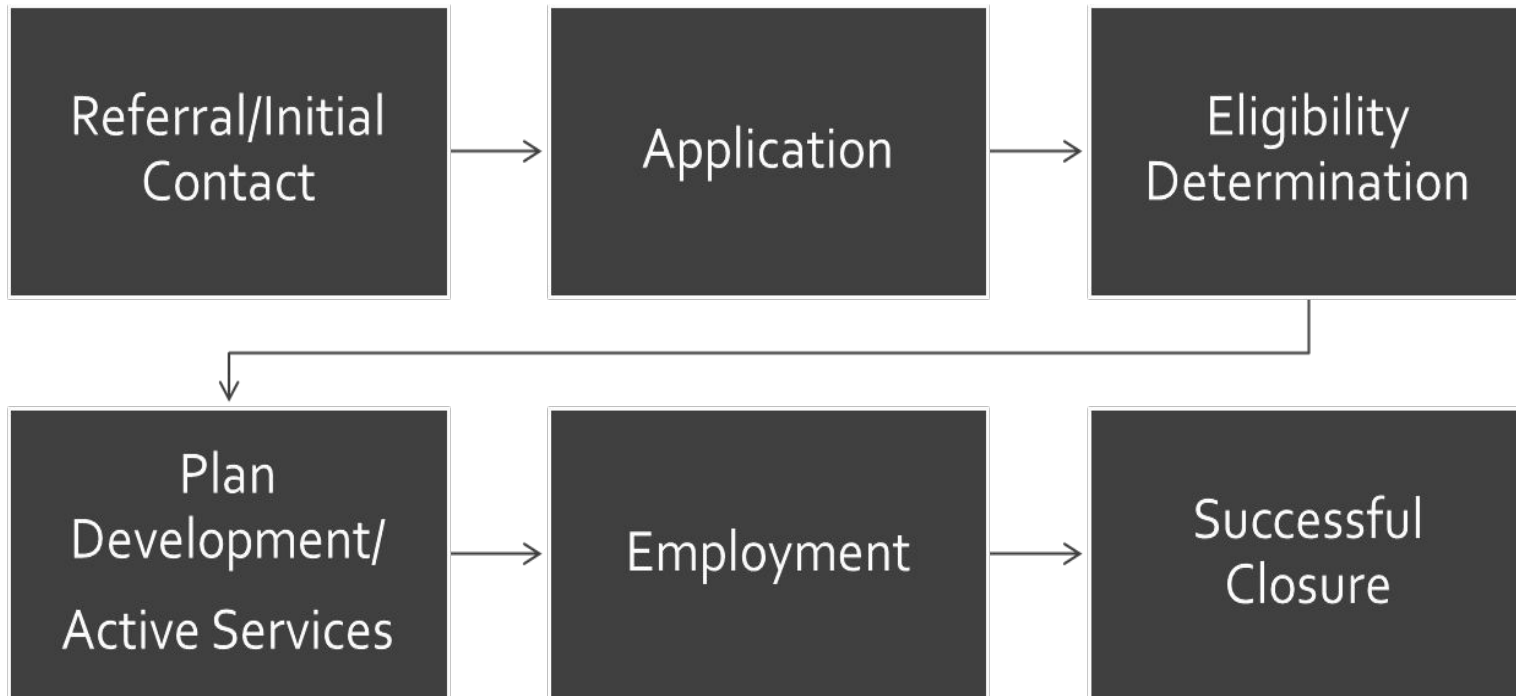 Referral/Initial
Contact
Application
Eligibility
Determination
Plan
Development/
Active Services
Employment
Successful
Closure